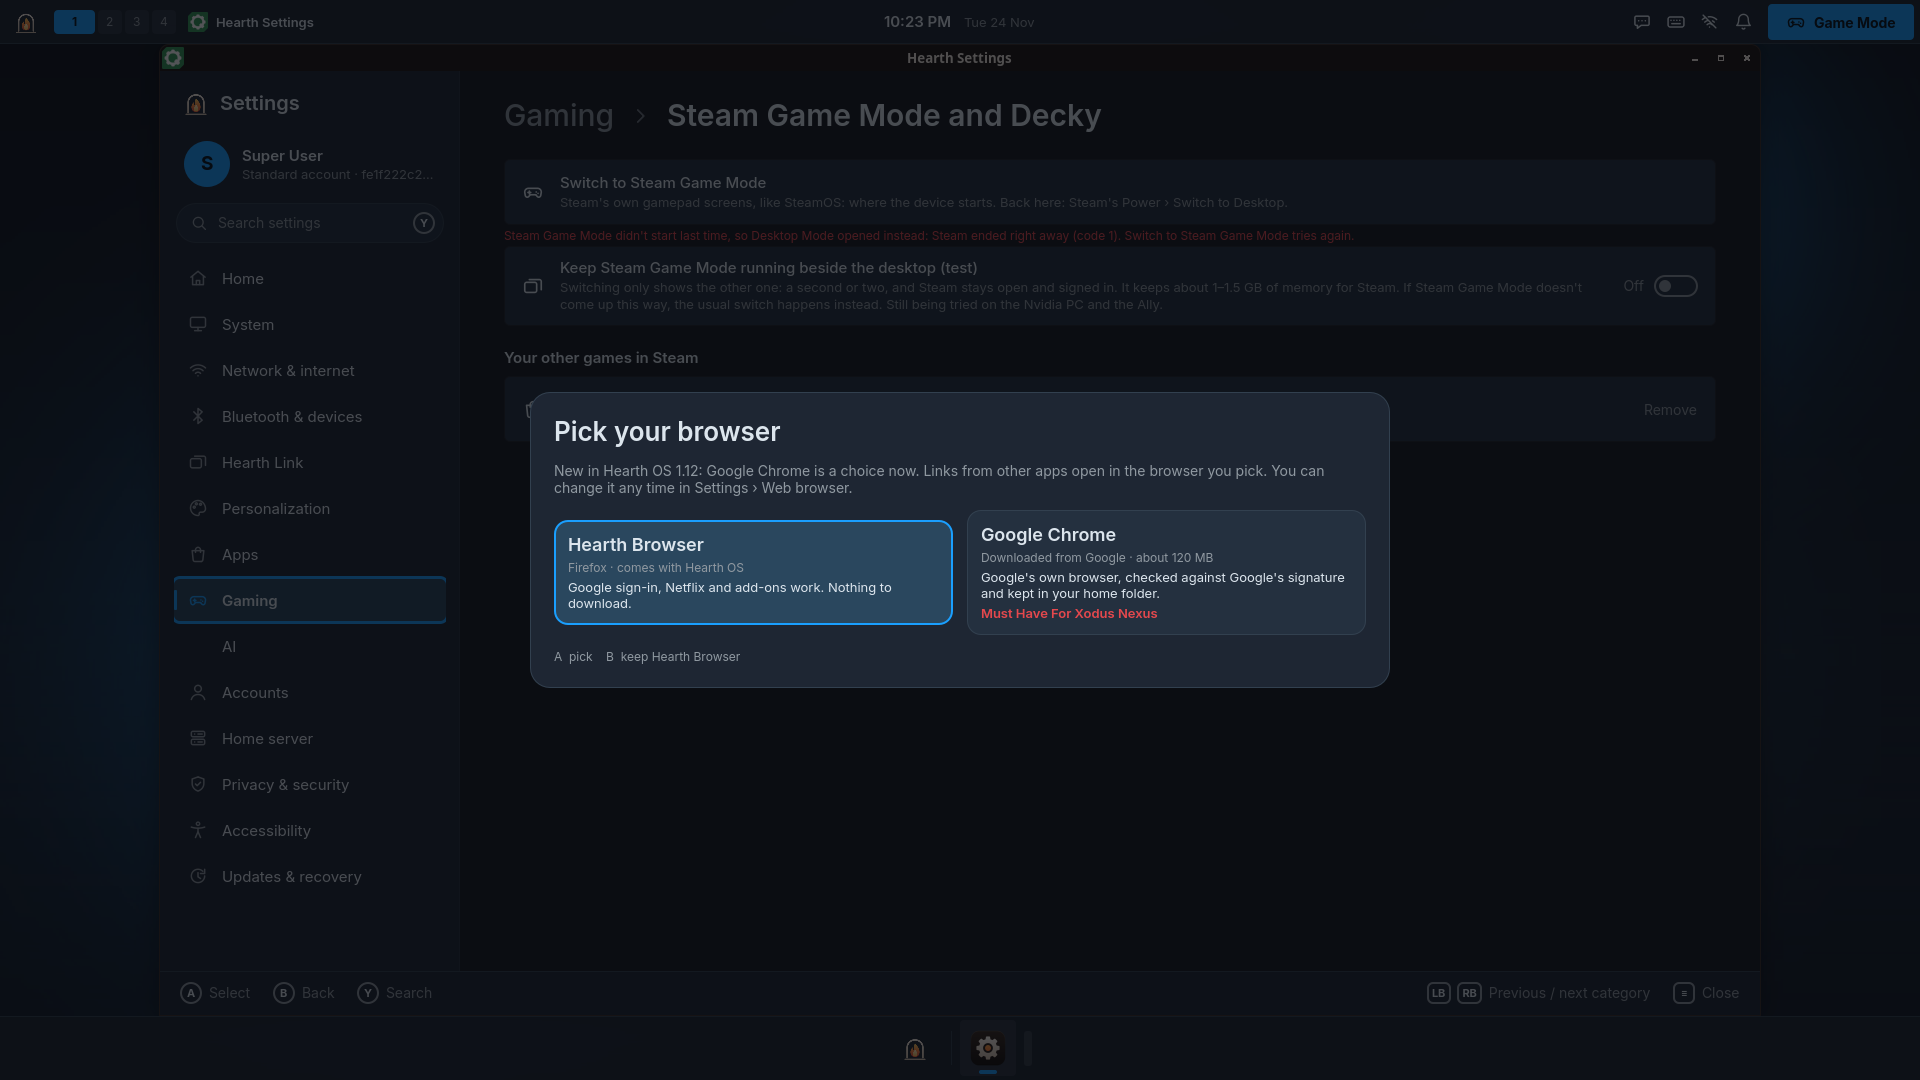 1 2 3 4 Hearth Settings
10:23 PM Tue 24 Nov
Game Mode
Hearth Settings
Settings
S
Super User
Standard account · fe1f222c2...
Search settings Y
Home
System
Network & internet
Bluetooth & devices
Hearth Link
Personalization
Apps
Gaming
AI
Accounts
Home server
Privacy & security
Accessibility
Updates & recovery
Gaming › Steam Game Mode and Decky
Switch to Steam Game Mode
Steam's own gamepad screens, like SteamOS: where the device starts. Back here: Steam's Power › Switch to Desktop.
Steam Game Mode didn't start last time, so Desktop Mode opened instead: Steam ended right away (code 1). Switch to Steam Game Mode tries again.
Keep Steam Game Mode running beside the desktop (test)
Switching only shows the other one: a second or two, and Steam stays open and signed in. It keeps about 1–1.5 GB of memory for Steam. If Steam Game Mode doesn't
come up this way, the usual switch happens instead. Still being tried on the Nvidia PC and the Ally.
Off
Your other games in Steam
Remove
Pick your browser
New in Hearth OS 1.12: Google Chrome is a choice now. Links from other apps open in the browser you pick. You can
change it any time in Settings › Web browser.
Hearth Browser
Firefox · comes with Hearth OS
Google sign-in, Netflix and add-ons work. Nothing to
download.
Google Chrome
Downloaded from Google · about 120 MB
Google's own browser, checked against Google's signature
and kept in your home folder.
Must Have For Xodus Nexus
A pick B keep Hearth Browser
A Select B Back Y Search
LB RB Previous / next category ≡ Close